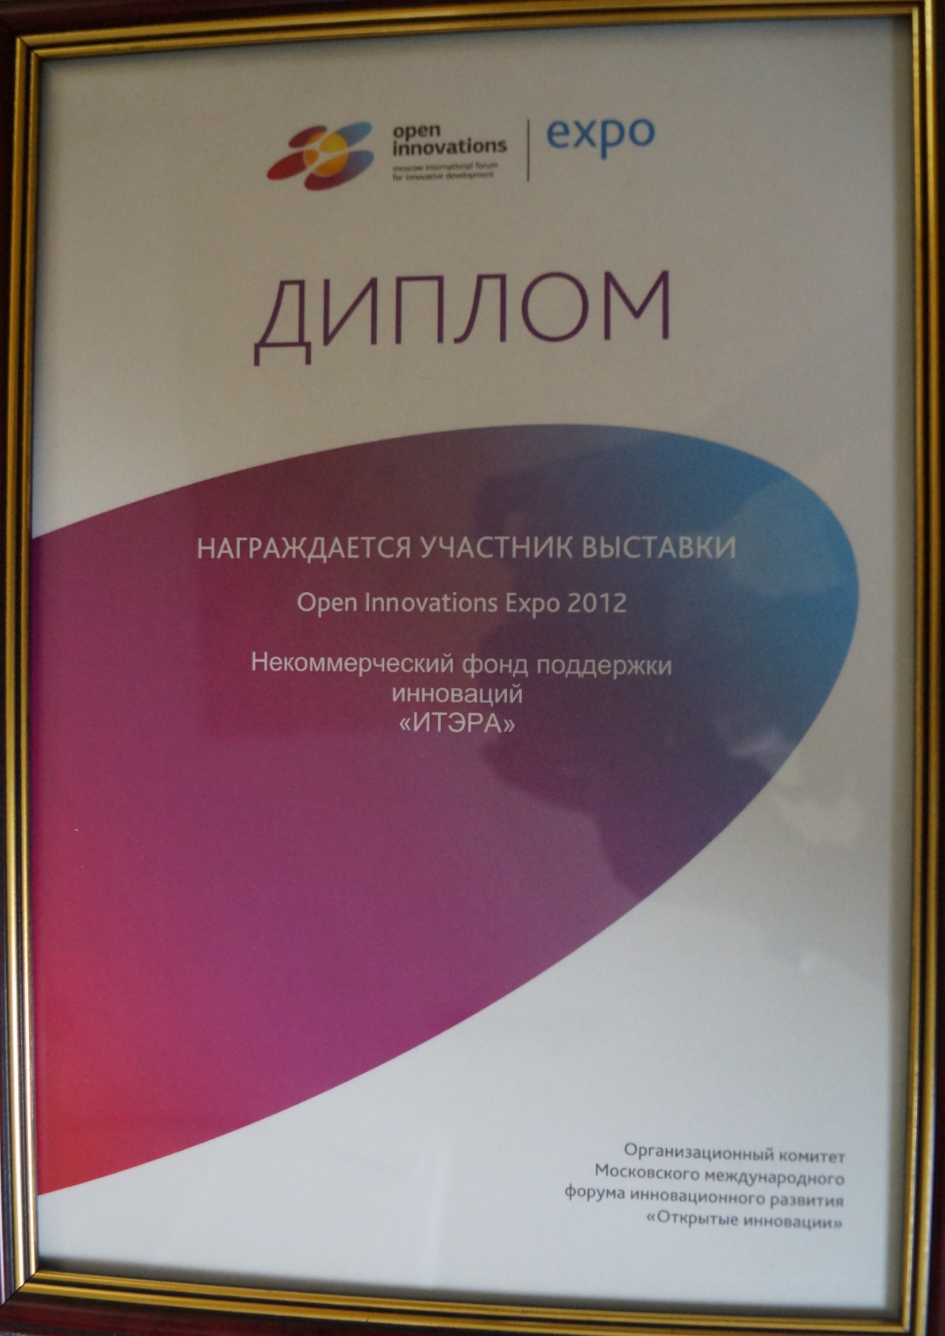 open
innovations
moscow international forum
for innovative development
expo
ДИПЛОМ
НАГРАЖДАЕТСЯ УЧАСТНИК ВЫСТАВКИ
Open Innovations Expo 2012
Некоммерческий фонд поддержки
инноваций
«ИТЭРА»
Организационный комитет
Московского международного
форума инновационного развития
«Открытые инновации»